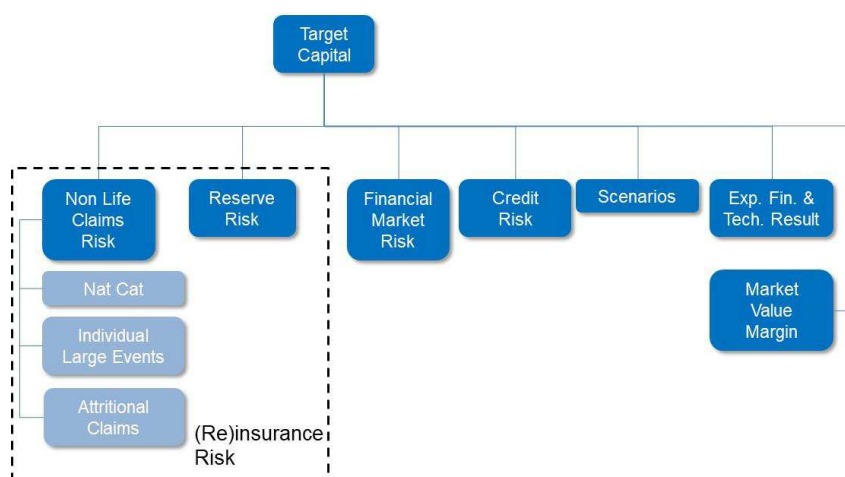 Target
Capital
Non Life
Claims
Risk
Reserve
Risk
Financial
Market
Risk
Credit
Risk
Scenarios
Exp. Fin. &
Tech. Result
Nat Cat
Market
Value
Margin
Individual
Large Events
Attritional
Claims
(Re)insurance
Risk